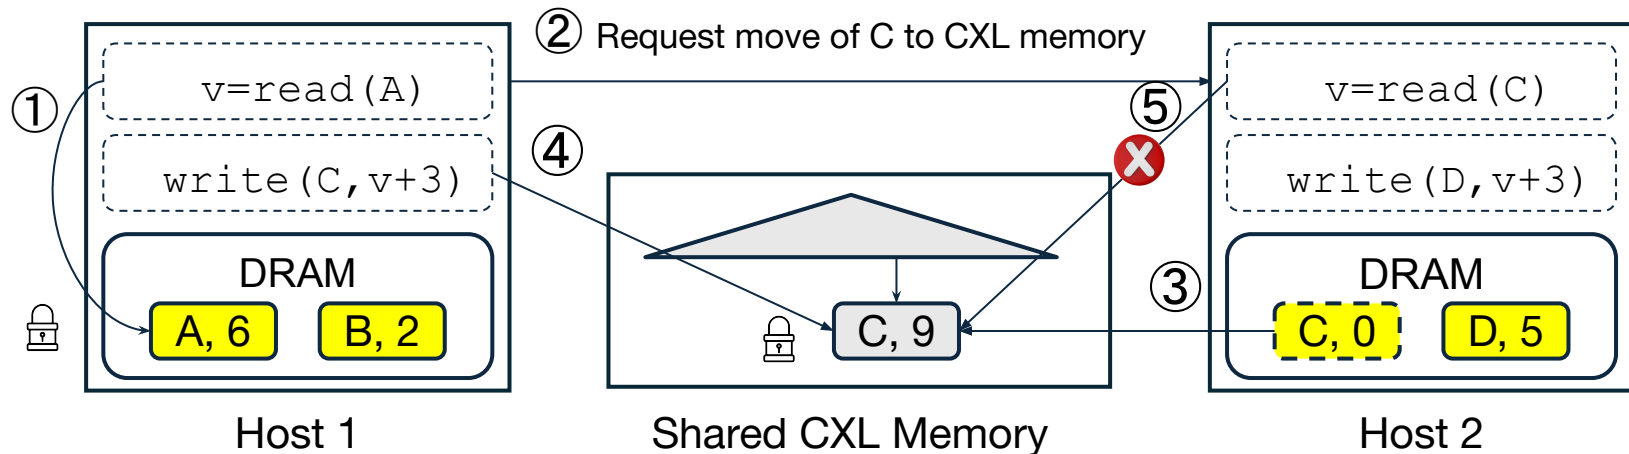 ② Request move of C to CXL memory
①
v=read(A)
write(C,v+3)
DRAM
A, 6
B, 2
Host 1
④
C, 9
Shared CXL Memory
⑤
X
③
v=read(C)
write(D,v+3)
DRAM
C, 0
D, 5
Host 2